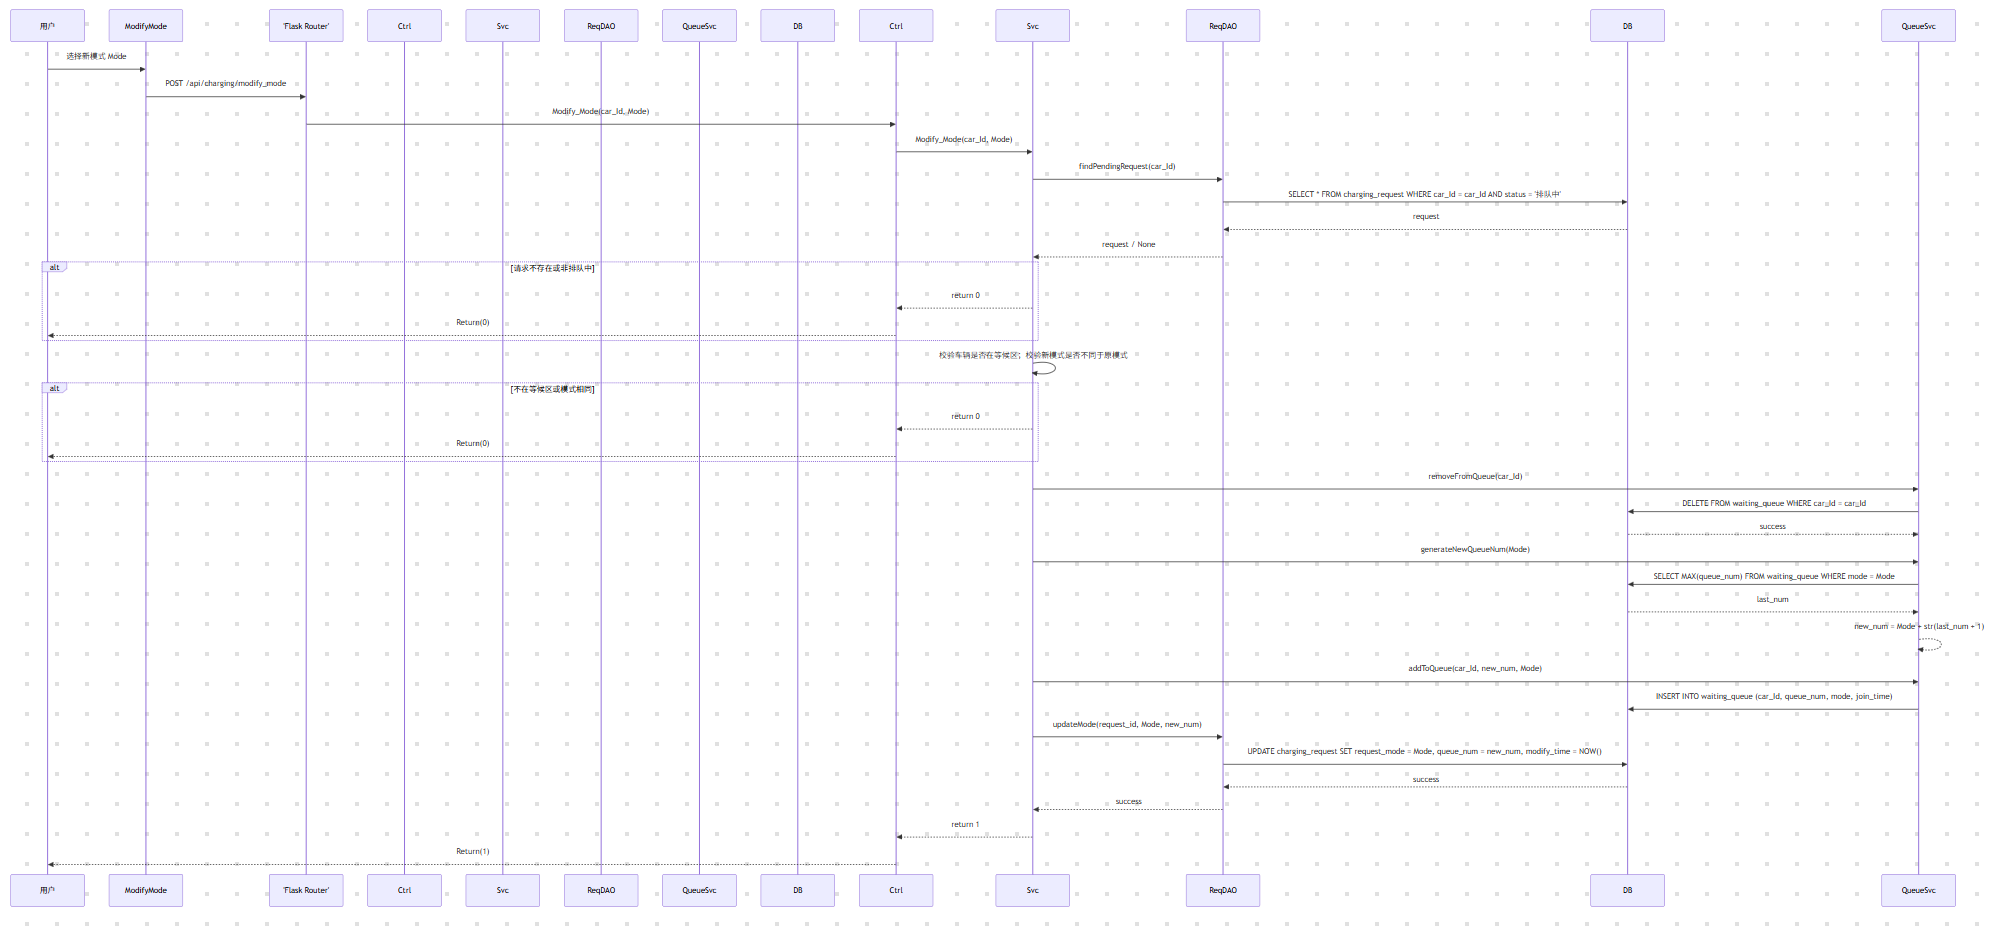 用户
ModifyMode
'Flask Router'
Ctrl
Svc
ReqDAO
QueueSvc
DB
Ctrl
Svc
ReqDAO
DB
QueueSvc
选择新模式 Mode
POST /api/charging/modify_mode
Modify_Mode(car_Id, Mode)
Modify_Mode(car_Id, Mode)
findPendingRequest(car_Id)
SELECT * FROM charging_request WHERE car_Id = car_Id AND status = '排队中'
request
request / None
alt
[请求不存在或非排队中]
return 0
Return(0)
校验车辆是否在等候区；校验新模式是否不同于原模式
alt
[不在等候区或模式相同]
return 0
Return(0)
removeFromQueue(car_Id)
DELETE FROM waiting_queue WHERE car_Id = car_Id
success
generateNewQueueNum(Mode)
SELECT MAX(queue_num) FROM waiting_queue WHERE mode = Mode
last_num
new_num = Mode + str(last_num + 1)
addToQueue(car_Id, new_num, Mode)
INSERT INTO waiting_queue (car_Id, queue_num, mode, join_time)
updateMode(request_id, Mode, new_num)
UPDATE charging_request SET request_mode = Mode, queue_num = new_num, modify_time = NOW()
success
success
return 1
Return(1)
用户
ModifyMode
'Flask Router'
Ctrl
Svc
ReqDAO
QueueSvc
DB
Ctrl
Svc
ReqDAO
DB
QueueSvc